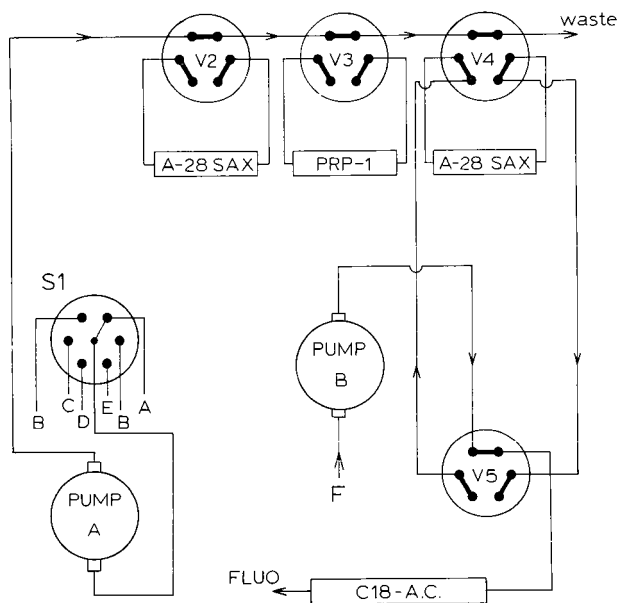 waste
V2
V3
V4
A-28 SAX
PRP-1
A-28 SAX
S1
B
C
D
E
B
A
PUMP
A
PUMP
B
F
V5
FLUO
C18-A.C.